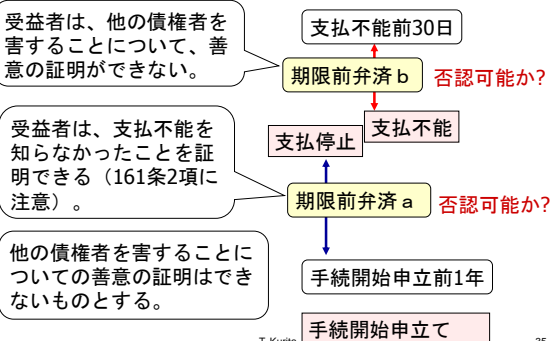 受益者は、他の債権者を
害することについて、善
意の証明ができない。
支払不能前30日
期限前弁済ｂ
否認可能か?
受益者は、支払不能を
知らなかったことを証
明できる（161条2項に
注意）。
支払停止
支払不能
期限前弁済ａ
否認可能か?
他の債権者を害することに
ついての善意の証明はでき
ないものとする。
手続開始申立前1年
手続開始申立て